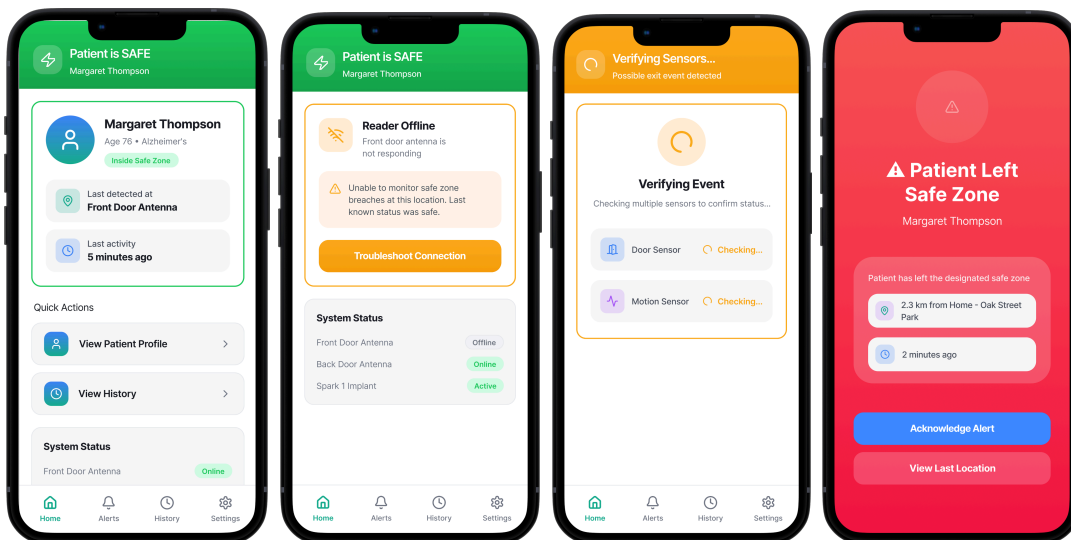 Patient is SAFE
Margaret Thompson
Margaret Thompson
Age 76 • Alzheimer's
Inside Safe Zone
Last detected at
Front Door Antenna
Last activity
5 minutes ago
Quick Actions
View Patient Profile
View History
System Status
Front Door Antenna
Online
Home
Alerts
History
Settings
Patient is SAFE
Margaret Thompson
Reader Offline
Front door antenna is
not responding
Unable to monitor safe zone
breaches at this location. Last
known status was safe.
Troubleshoot Connection
System Status
Front Door Antenna
Offline
Back Door Antenna
Online
Spark 1 Implant
Active
Home
Alerts
History
Settings
Verifying Sensors...
Possible exit event detected
Verifying Event
Checking multiple sensors to confirm status...
Door Sensor
Checking...
Motion Sensor
Checking...
Home
Alerts
History
Settings
Patient Left
Safe Zone
Margaret Thompson
Patient has left the designated safe zone
2.3 km from Home - Oak Street
Park
2 minutes ago
Acknowledge Alert
View Last Location